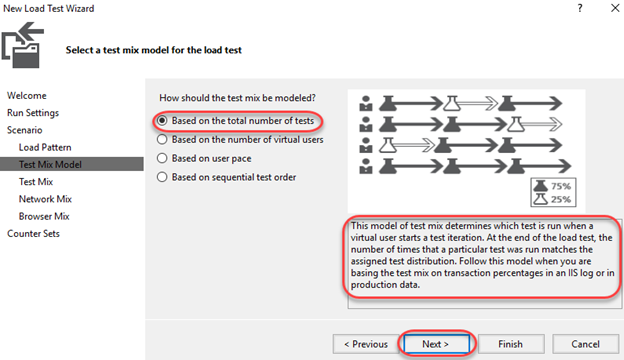 New Load Test Wizard
?
Select a test mix model for the load test
Welcome
Run Settings
Scenario
Load Pattern
Test Mix Model
Test Mix
Network Mix
Browser Mix
Counter Sets
How should the test mix be modeled?
Based on the total number of tests
Based on the number of virtual users
Based on user pace
Based on sequential test order
75%
25%
This model of test mix determines which test is run when a
virtual user starts a test iteration. At the end of the load test, the
number of times that a particular test was run matches the
assigned test distribution. Follow this model when you are
basing the test mix on transaction percentages in an IIS log or in
production data.
< Previous
Next >
Finish
Cancel